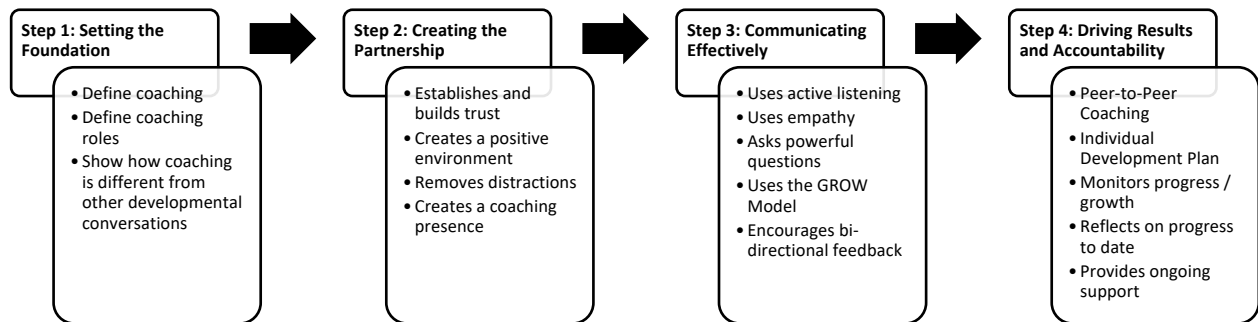 Step 1: Setting the
Foundation
• Define coaching
• Define coaching
roles
• Show how coaching
is different from
other developmental
conversations
Step 2: Creating the
Partnership
• Establishes and
builds trust
• Creates a positive
environment
• Removes distractions
• Creates a coaching
presence
Step 3: Communicating
Effectively
• Uses active listening
• Uses empathy
• Asks powerful
questions
• Uses the GROW
Model
• Encourages bi-
directional feedback
Step 4: Driving Results
and Accountability
• Peer-to-Peer
Coaching
• Individual
Development Plan
• Monitors progress /
growth
• Reflects on progress
to date
• Provides ongoing
support